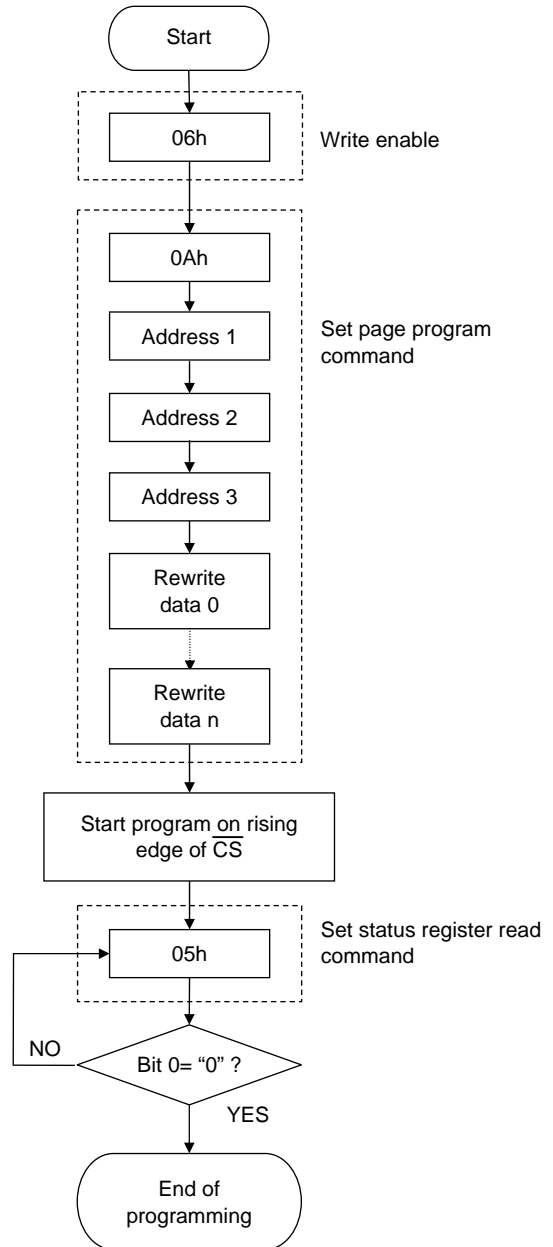 Start
06h
Write enable
0Ah
Address 1
Set page program
command
Address 2
Address 3
Rewrite
data 0
Rewrite
data n
Start program on rising
edge of C̅S̅
05h
Set status register read
command
NO
Bit 0= “0” ?
YES
End of
programming